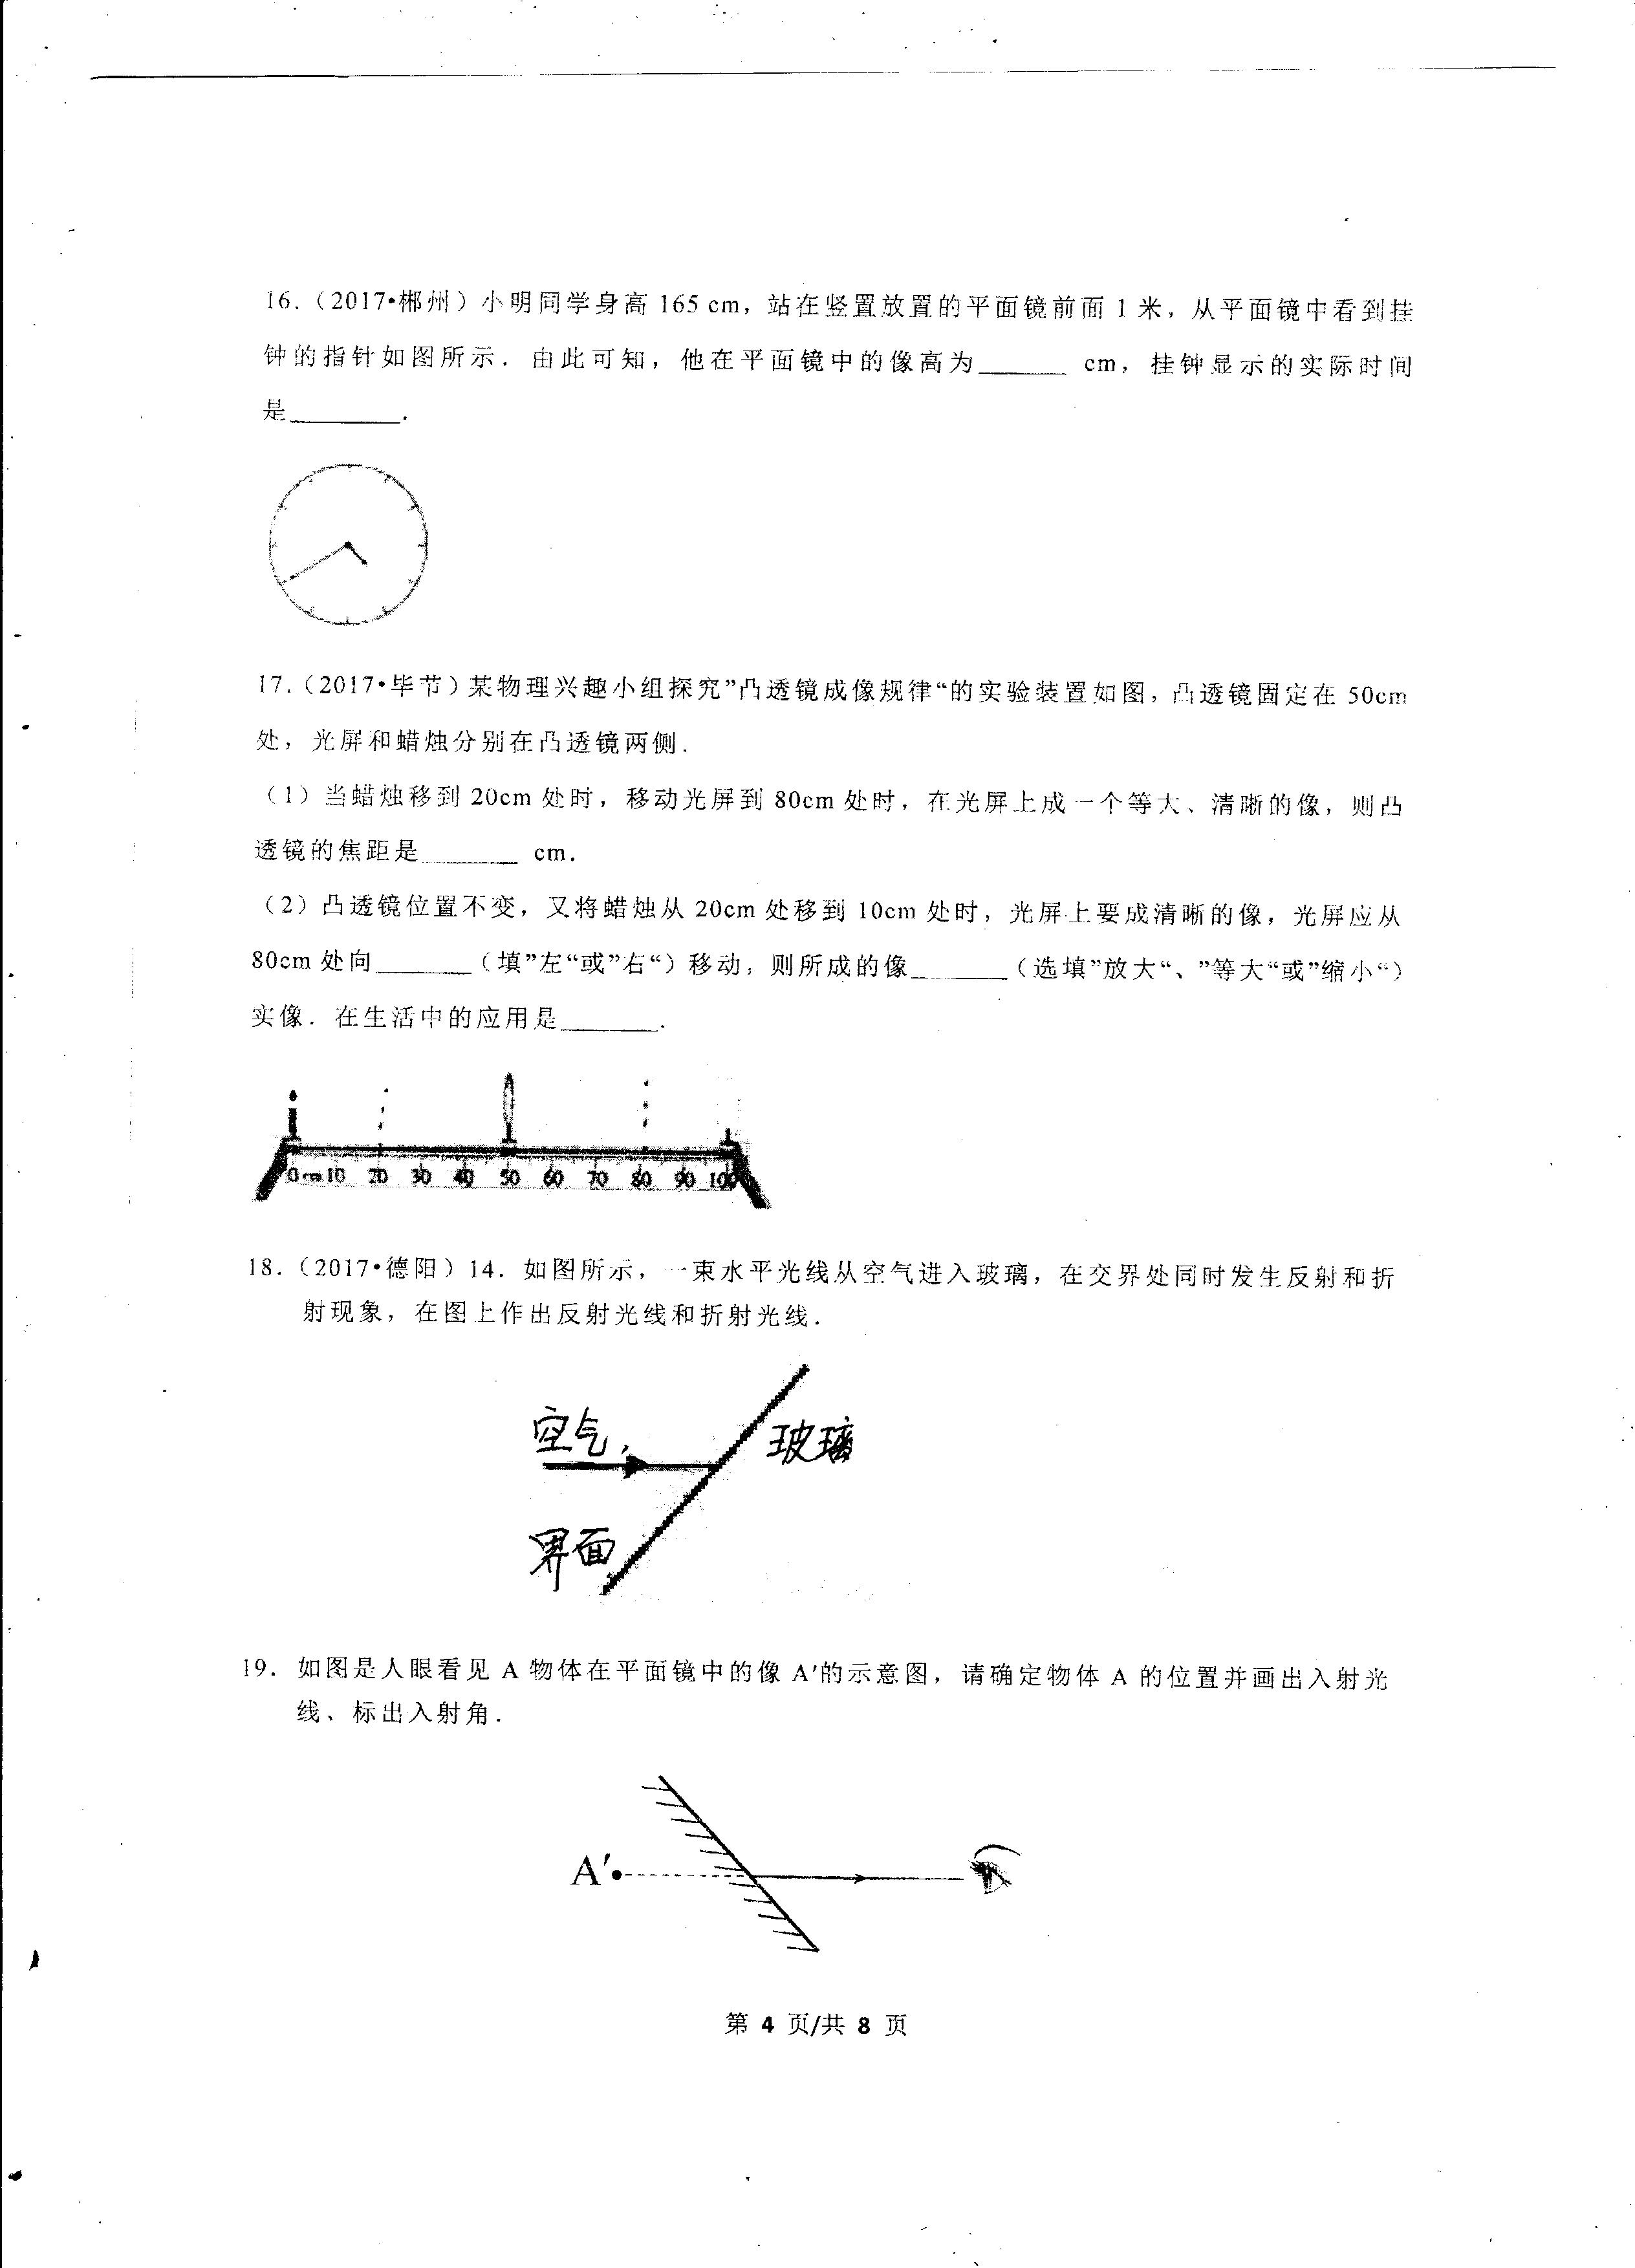 16.（2017•郴州）小明同学身高 165 cm，站在竖置放置的平面镜前面 1 米，从平面镜中看到挂
钟的指针如图所示．由此可知，他在平面镜中的像高为______ cm，挂钟显示的实际时间
是________.
17.（2017•毕节）某物理兴趣小组探究”凸透镜成像规律“的实验装置如图，凸透镜固定在 50cm
处，光屏和蜡烛分别在凸透镜两侧．
（1）当蜡烛移到 20cm 处时，移动光屏到 80cm 处时，在光屏上成一个等大、清晰的像，则凸
透镜的焦距是_______ cm．
（2）凸透镜位置不变，又将蜡烛从 20cm 处移到 10cm 处时，光屏上要成清晰的像，光屏应从
80cm 处向_______（填”左“或”右“）移动，则所成的像_______（选填”放大“、”等大“或”缩小“）
实像．在生活中的应用是_______．
0 cm 10 20 30 40 50 60 70 80 90 100
18.（2017•德阳）14．如图所示，一束水平光线从空气进入玻璃，在交界处同时发生反射和折
射现象，在图上作出反射光线和折射光线．
空气
玻璃
界面
19．如图是人眼看见 A 物体在平面镜中的像 A′的示意图，请确定物体 A 的位置并画出入射光
线、标出入射角．
A′
第 4 页/共 8 页